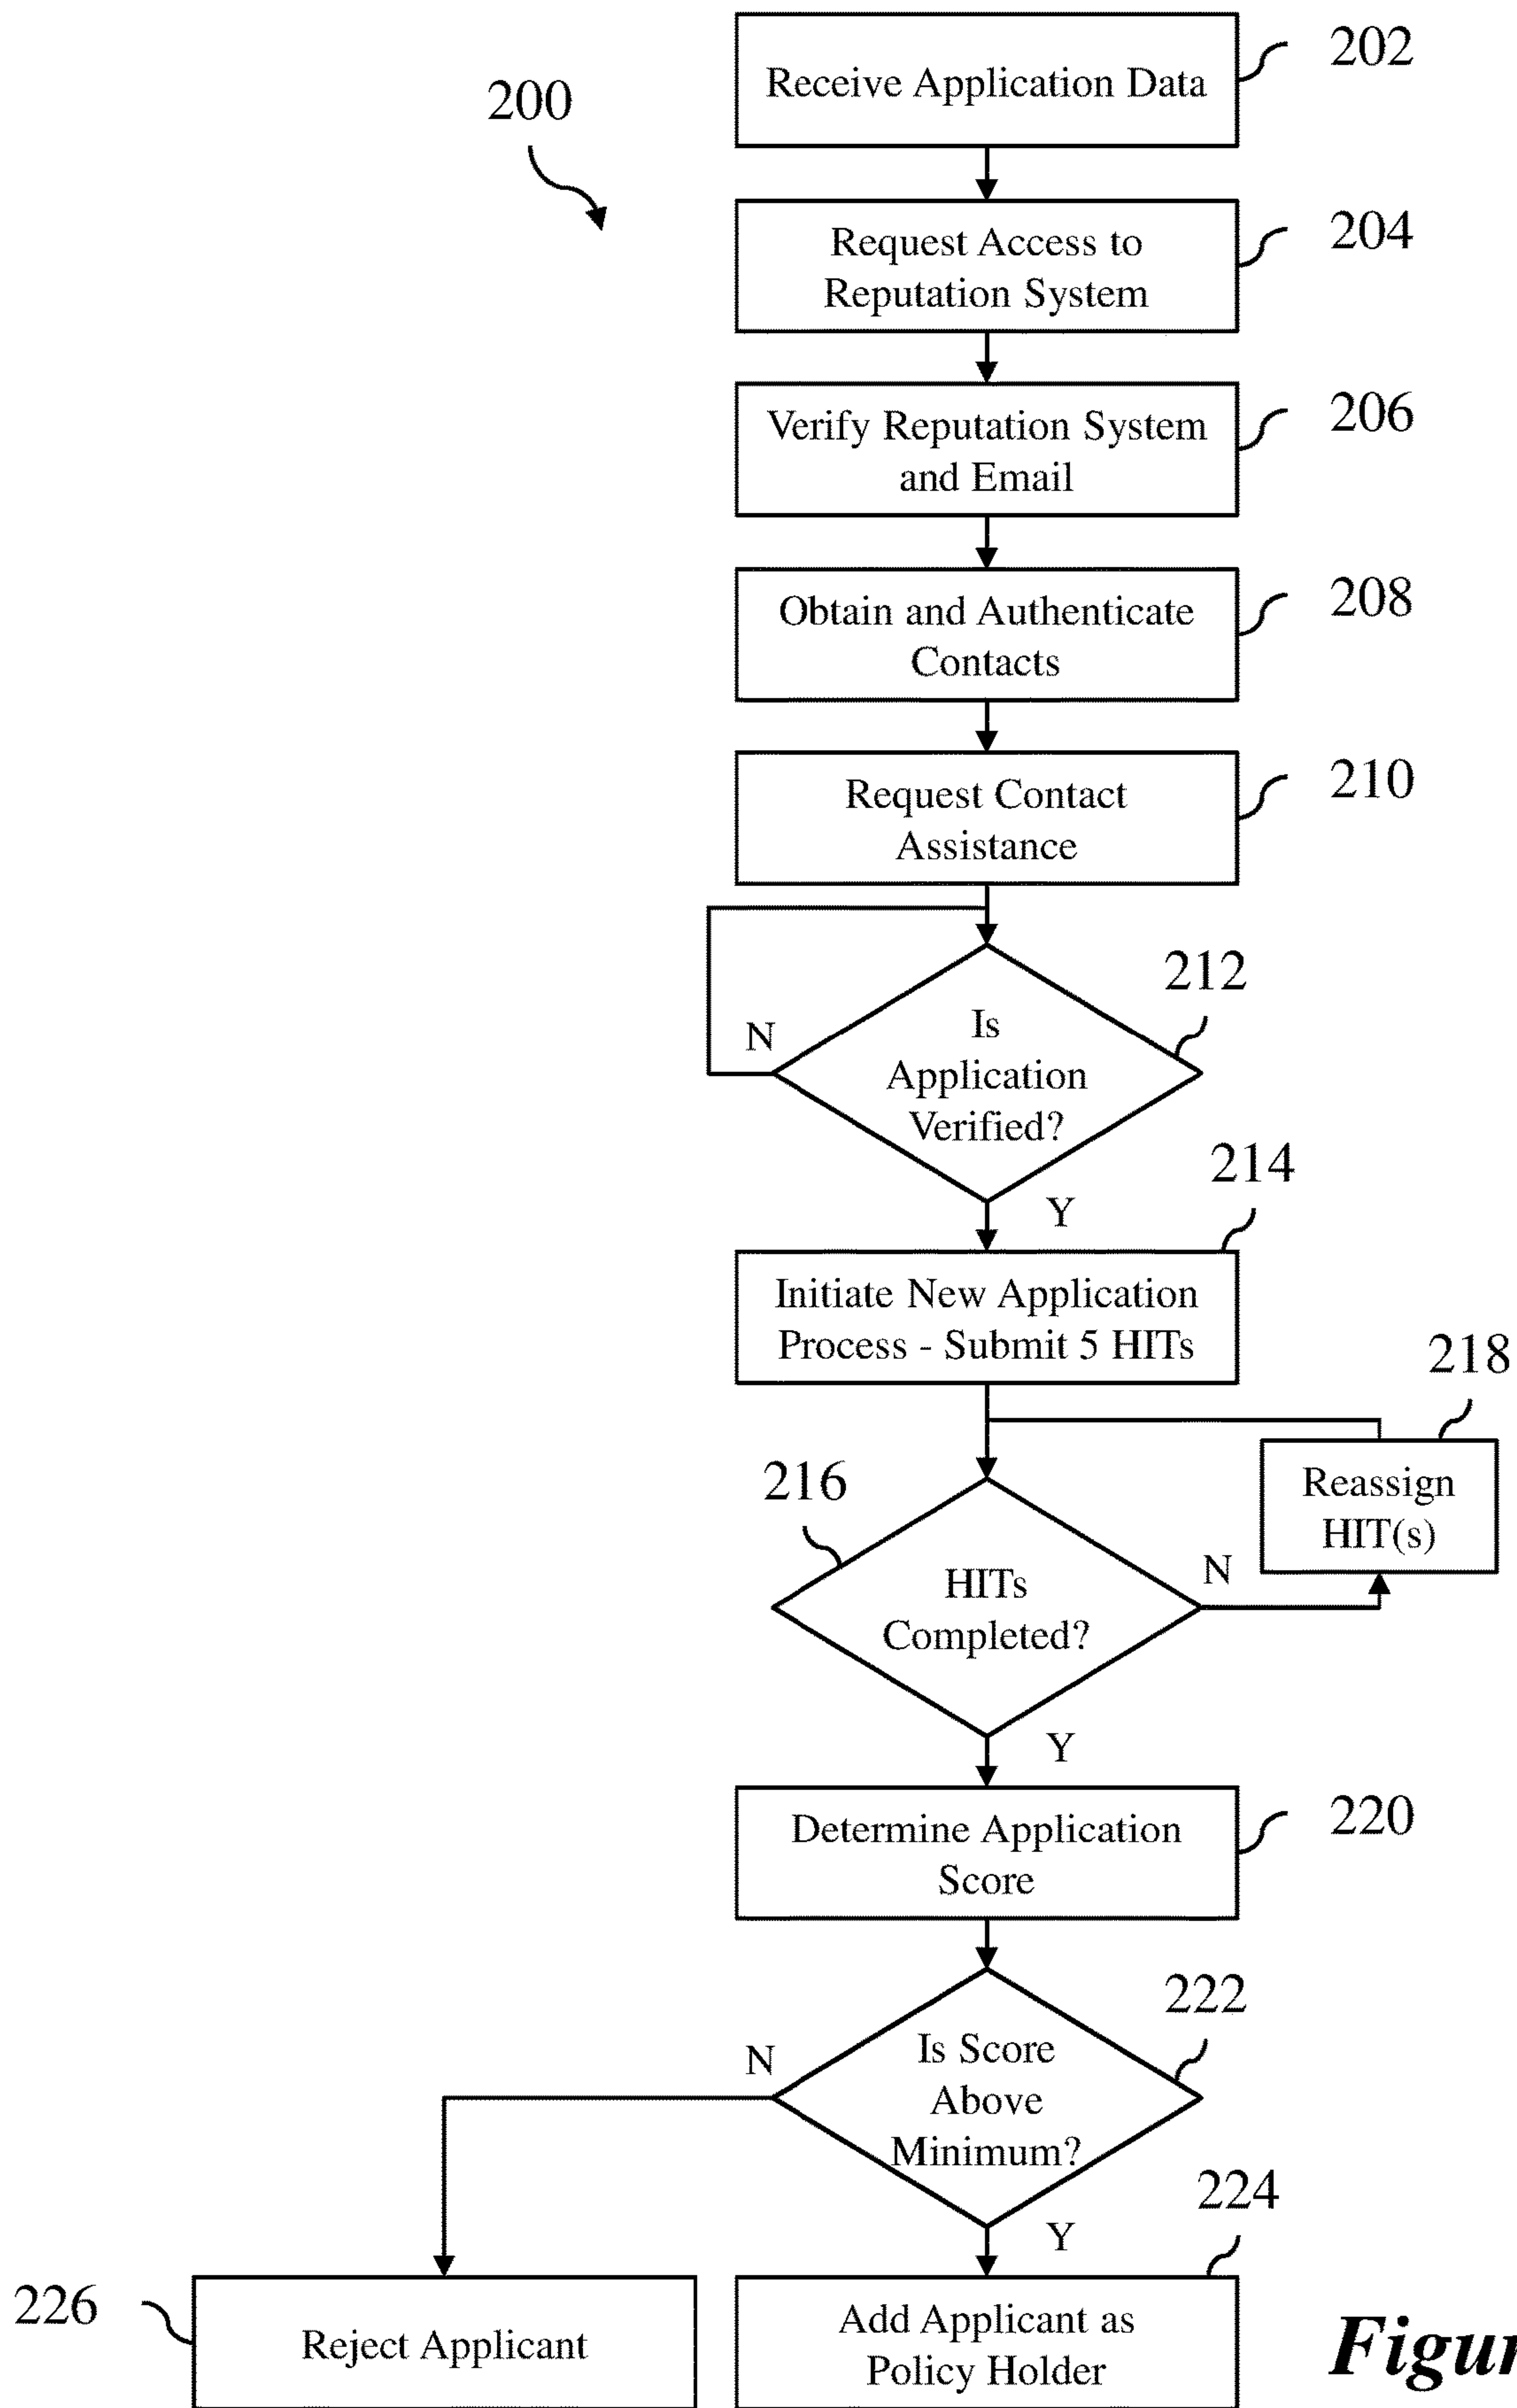 202
Receive Application Data
200
204
Request Access to
Reputation System
206
Verify Reputation System
and Email
208
Obtain and Authenticate
Contacts
210
Request Contact
Assistance
212
N
Is
Application
Verified?
214
Y
Initiate New Application
Process - Submit 5 HITs
218
Reassign
HIT(s)
216
N
HITs
Completed?
Y
220
Determine Application
Score
222
N
Is Score
Above
Minimum?
224
Y
226
Reject Applicant
Add Applicant as
Policy Holder